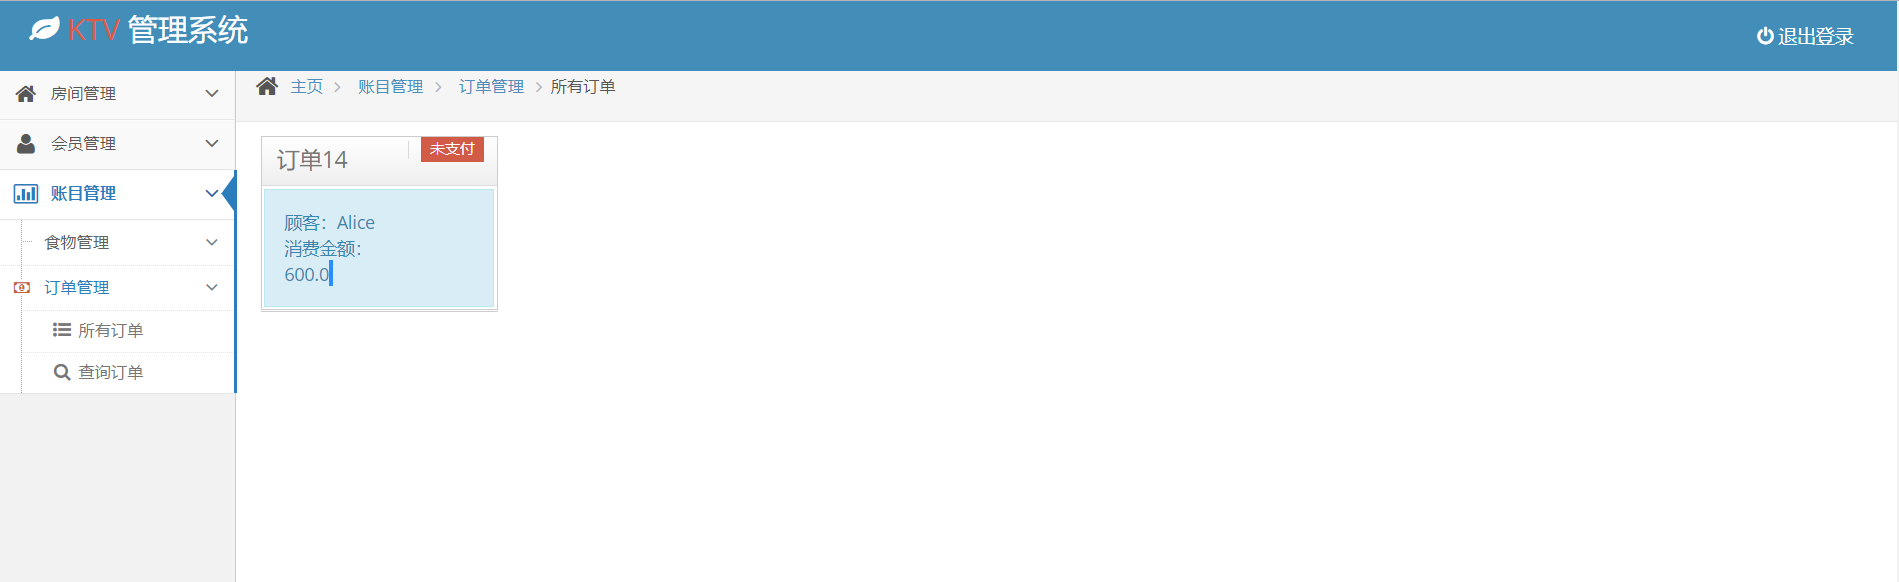 KTV 管理系统
退出登录
房间管理
会员管理
账目管理
食物管理
订单管理
所有订单
查询订单
主页 账目管理 订单管理 所有订单
订单14
未支付
顾客：Alice
消费金额：
600.0